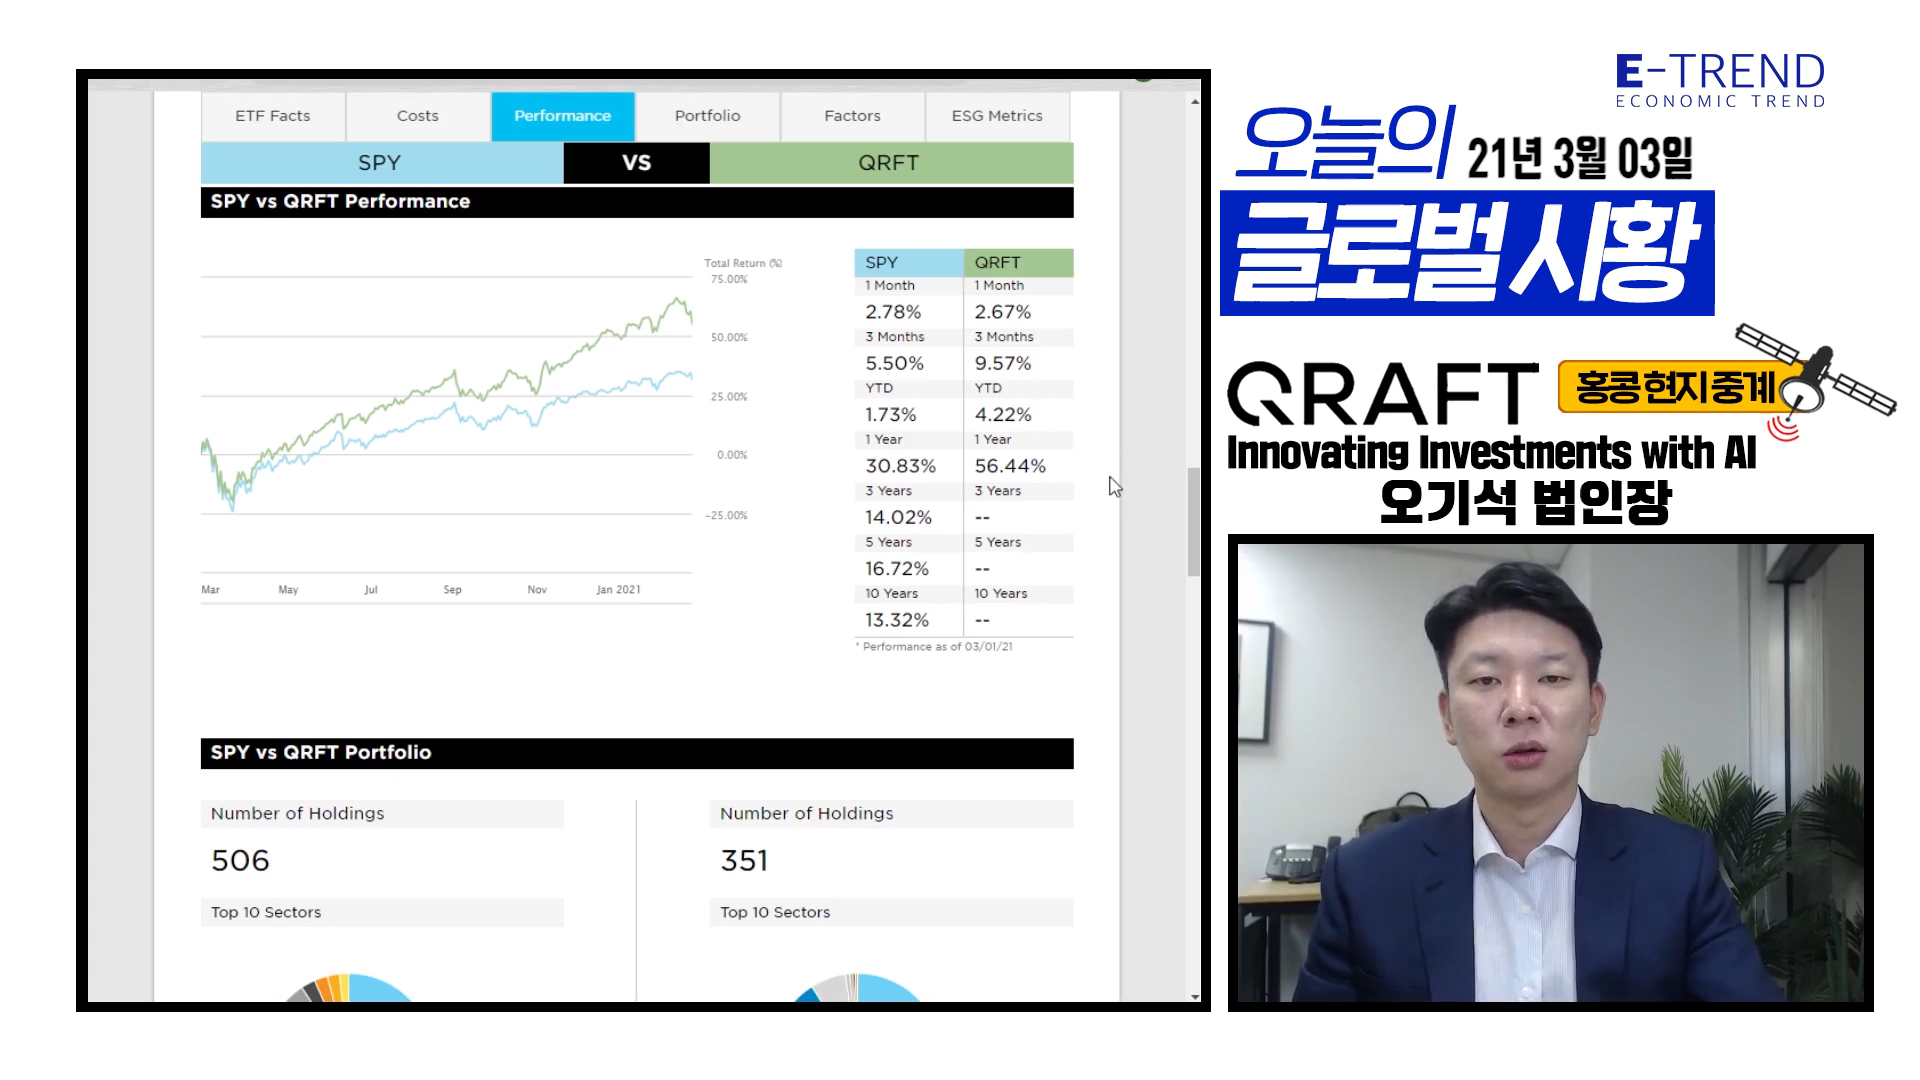 ETF Facts
Costs
Performance
Portfolio
Factors
ESG Metrics
SPY
VS
QRFT
SPY vs QRFT Performance
Total Return (%)
75.00%
50.00%
25.00%
0.00%
-25.00%
Mar
May
Jul
Sep
Nov
Jan 2021
SPY QRFT
1 Month 1 Month
2.78% 2.67%
3 Months 3 Months
5.50% 9.57%
YTD YTD
1.73% 4.22%
1 Year 1 Year
30.83% 56.44%
3 Years 3 Years
14.02% --
5 Years 5 Years
16.72% --
10 Years 10 Years
13.32% --
* Performance as of 03/01/21
SPY vs QRFT Portfolio
Number of Holdings
506
Top 10 Sectors
Number of Holdings
351
Top 10 Sectors
E-TREND
ECONOMIC TREND
오늘의 21년 3월 03일
글로벌 시황
QRAFT 홍콩 현지 중계
Innovating Investments with AI
오기석 법인장